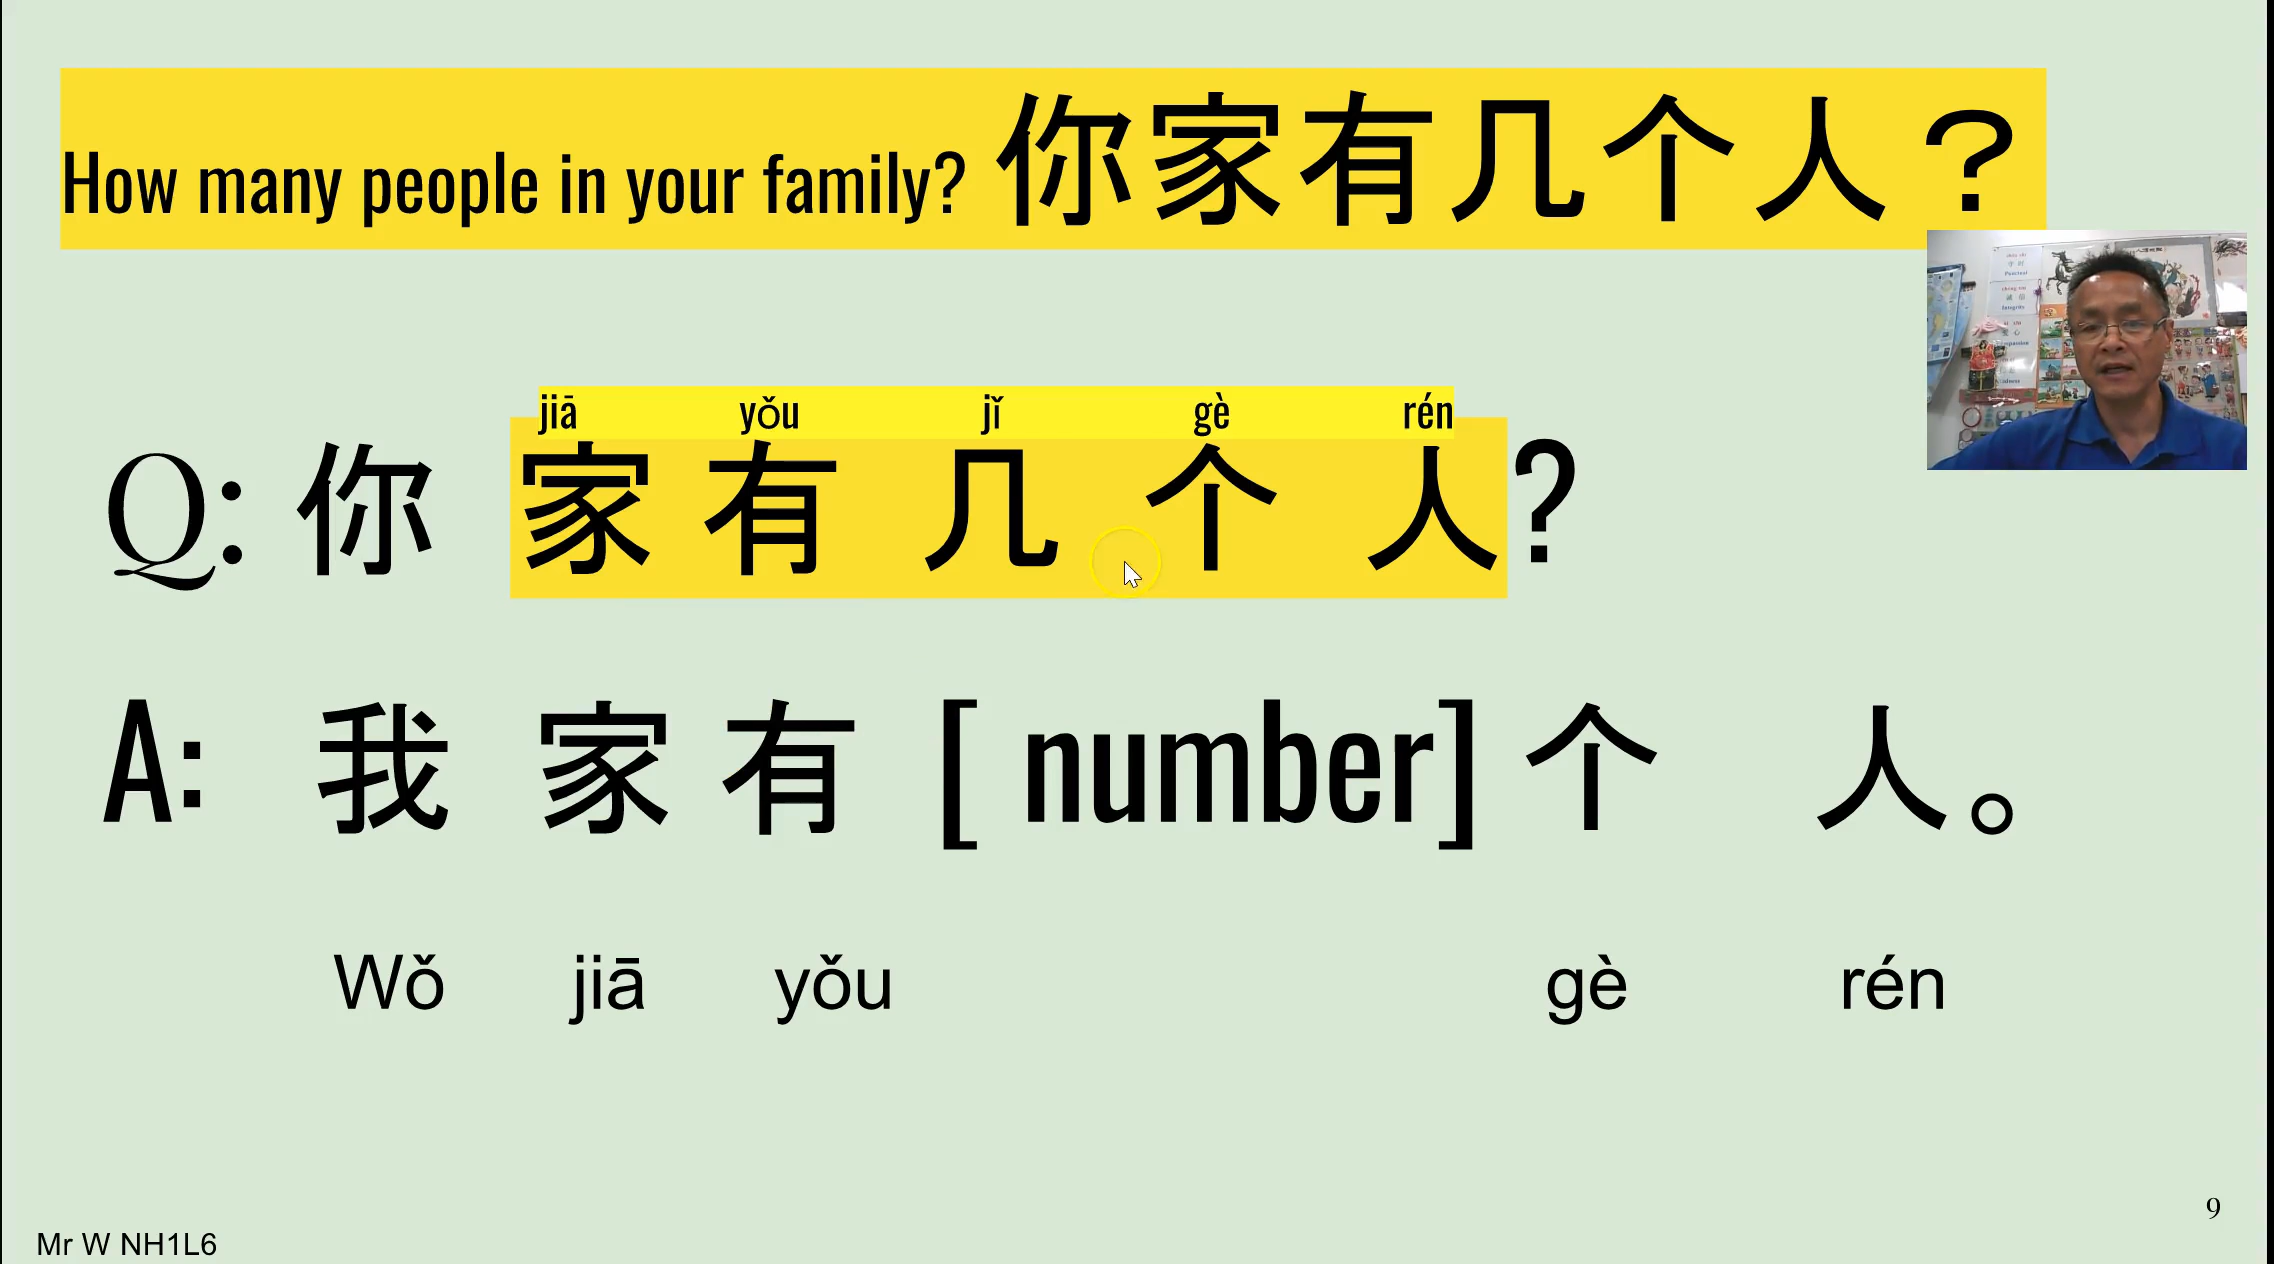 How many people in your family? 你家有几个人？
jiā yǒu jǐ gè rén
Q: 你 家 有 几 个 人?
A: 我 家 有 [ number] 个 人。
Wǒ jiā yǒu gè rén
9
Mr W NH1L6